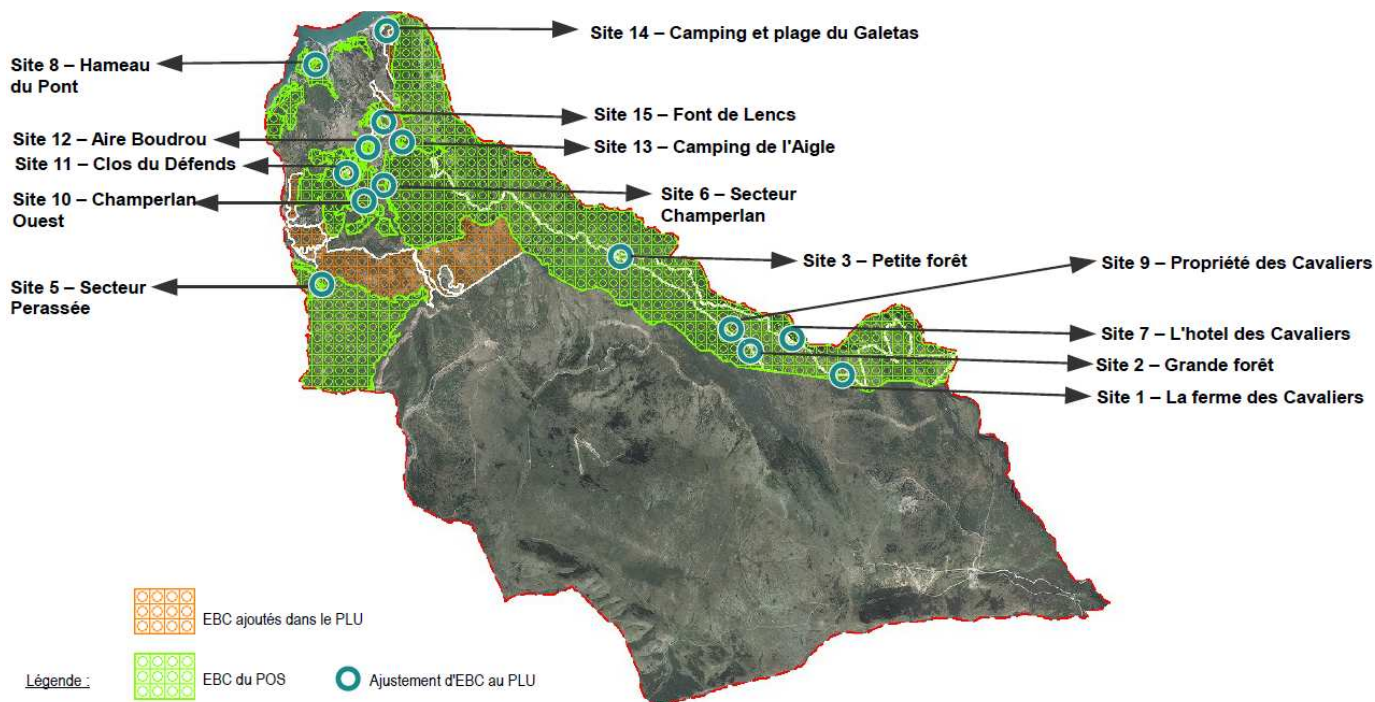 Site 14 – Camping et plage du Galetas
Site 8 – Hameau
du Pont
Site 15 – Font de Lencs
Site 12 – Aire Boudrou
Site 13 – Camping de l'Aigle
Site 11 – Clos du Défends
Site 6 – Secteur
Champerlan
Site 10 – Champerlan
Ouest
Site 3 – Petite forêt
Site 9 – Propriété des Cavaliers
Site 5 – Secteur
Perassée
Site 7 – L'hotel des Cavaliers
Site 2 – Grande forêt
Site 1 – La ferme des Cavaliers
EBC ajoutés dans le PLU
Légende :
EBC du POS
Ajustement d'EBC au PLU